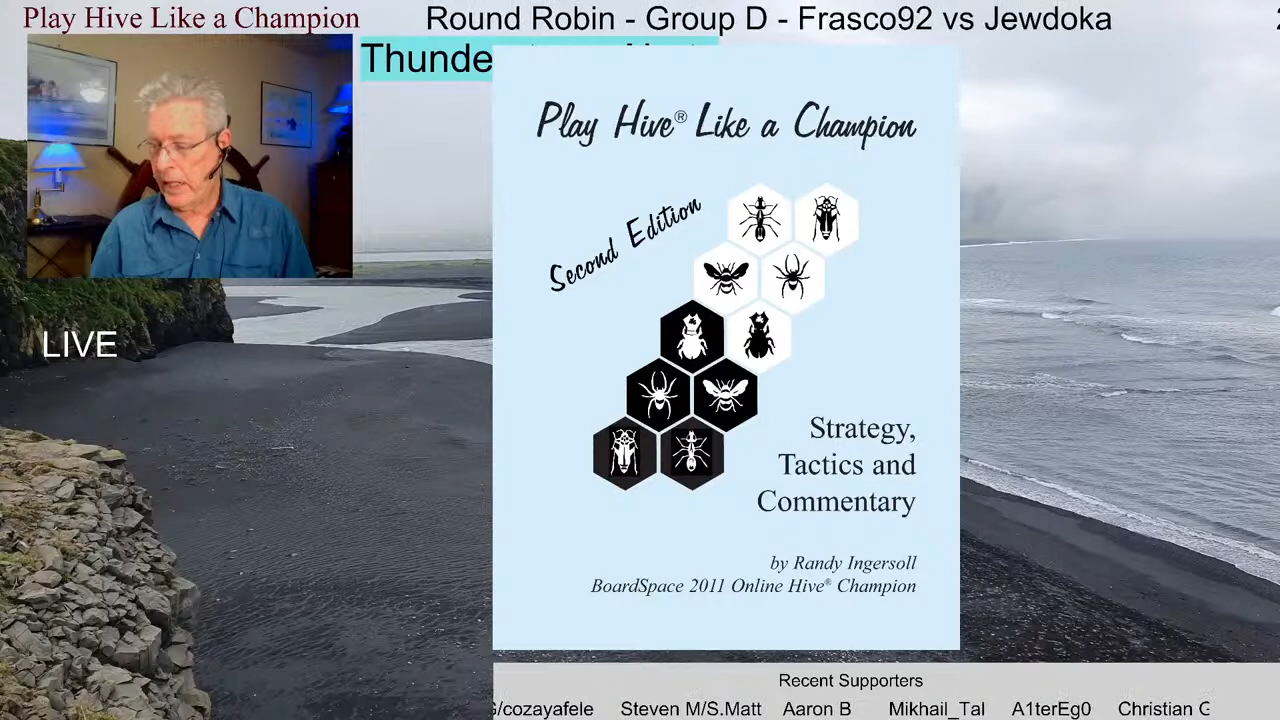 Play Hive Like a Champion
Round Robin - Group D - Frasco92 vs Jewdoka
LIVE
Play Hive® Like a Champion
Second Edition
Strategy,
Tactics and
Commentary
by Randy Ingersoll
BoardSpace 2011 Online Hive® Champion
Recent Supporters
Steven M/S.Matt Aaron B Mikhail_Tal A1terEg0 Christian